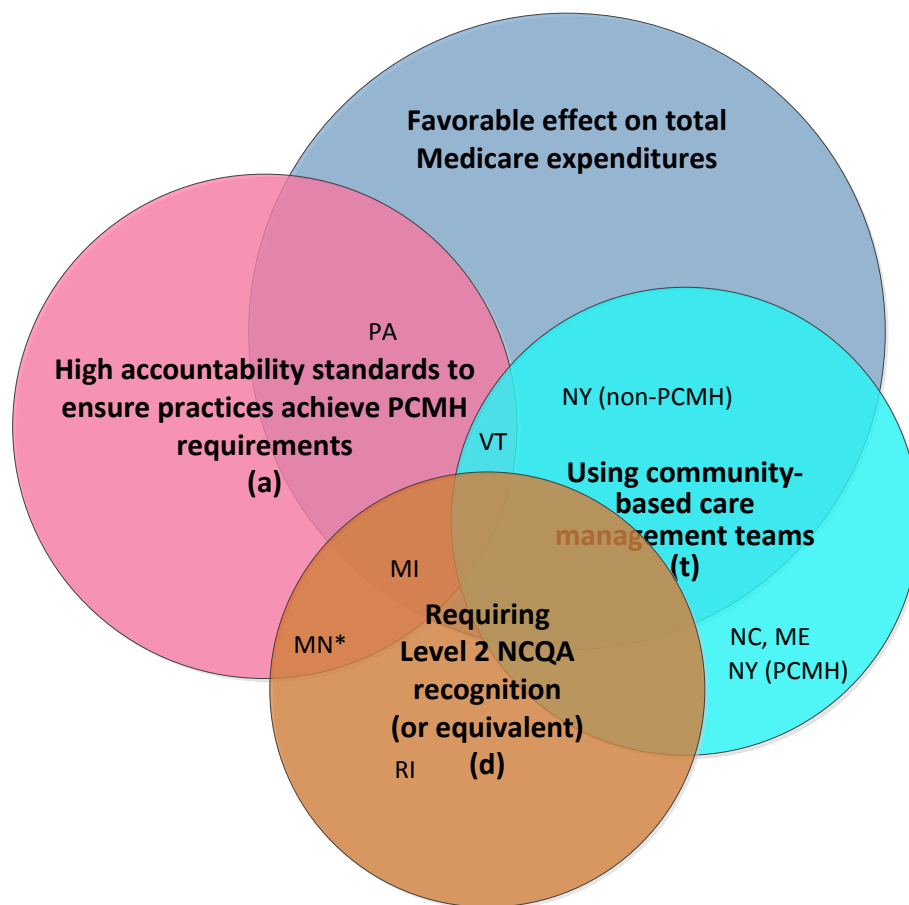 Favorable effect on total
Medicare expenditures
PA
High accountability standards to
ensure practices achieve PCMH
requirements
(a)
NY (non-PCMH)
VT
Using community-
based care
management teams
(t)
MI
MN*
Requiring
Level 2 NCQA
recognition
(or equivalent)
(d)
RI
NC, ME
NY (PCMH)